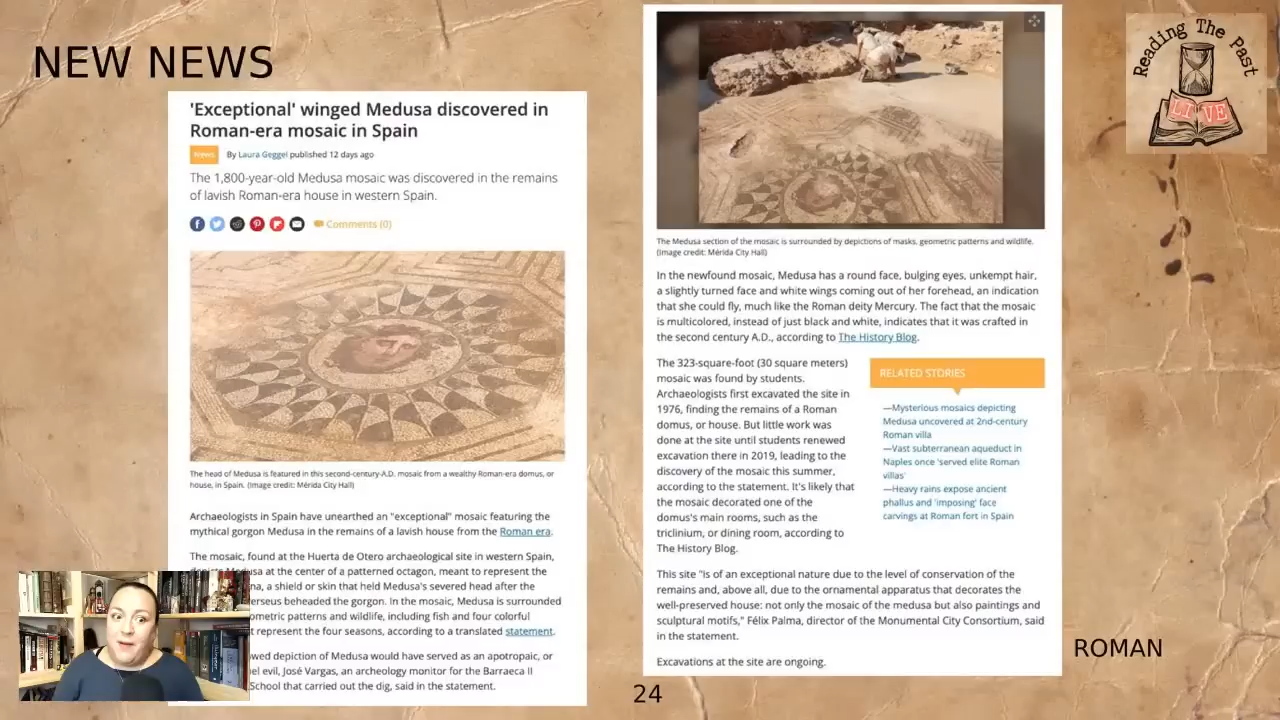 NEW NEWS
'Exceptional' winged Medusa discovered in
Roman-era mosaic in Spain
News By Laura Geggel published 12 days ago
The 1,800-year-old Medusa mosaic was discovered in the remains
of lavish Roman-era house in western Spain.
Comments (0)
The head of Medusa is featured in this second-century-A.D. mosaic from a wealthy Roman-era domus, or
house, in Spain. (Image credit: Mérida City Hall)
Archaeologists in Spain have unearthed an "exceptional" mosaic featuring the
mythical gorgon Medusa in the remains of a lavish house from the Roman era.
The mosaic, found at the Huerta de Otero archaeological site in western Spain,
Medusa at the center of a patterned octagon, meant to represent the
a shield or skin that held Medusa's severed head after the
beheaded the gorgon. In the mosaic, Medusa is surrounded
patterns and wildlife, including fish and four colorful
represent the four seasons, according to a translated statement.
depiction of Medusa would have served as an apotropaic, or
evil, José Vargas, an archeology monitor for the Barraeca II
School that carried out the dig, said in the statement.
The Medusa section of the mosaic is surrounded by depictions of masks, geometric patterns and wildlife.
(Image credit: Mérida City Hall)
In the newfound mosaic, Medusa has a round face, bulging eyes, unkempt hair,
a slightly turned face and white wings coming out of her forehead, an indication
that she could fly, much like the Roman deity Mercury. The fact that the mosaic
is multicolored, instead of just black and white, indicates that it was crafted in
the second century A.D., according to The History Blog.
The 323-square-foot (30 square meters)
mosaic was found by students.
Archaeologists first excavated the site in
1976, finding the remains of a Roman
domus, or house. But little work was
done at the site until students renewed
excavation there in 2019, leading to the
discovery of the mosaic this summer,
according to the statement. It's likely that
the mosaic decorated one of the
domus's main rooms, such as the
triclinium, or dining room, according to
The History Blog.
RELATED STORIES
—Mysterious mosaics depicting
Medusa uncovered at 2nd-century
Roman villa
—Vast subterranean aqueduct in
Naples once 'served elite Roman
villas'
—Heavy rains expose ancient
phallus and 'imposing' face
carvings at Roman fort in Spain
This site "is of an exceptional nature due to the level of conservation of the
remains and, above all, due to the ornamental apparatus that decorates the
well-preserved house: not only the mosaic of the medusa but also paintings and
sculptural motifs," Félix Palma, director of the Monumental City Consortium, said
in the statement.
Excavations at the site are ongoing.
Reading The Past
LIVE
ROMAN
24